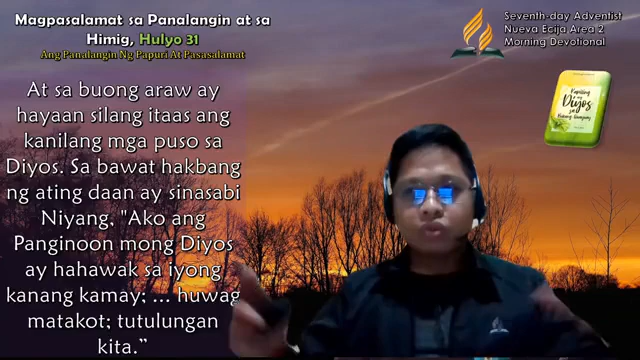 Magpasalamat sa Panalangin at sa
Himig, Hulyo 31
Ang Panalangin Ng Papuri At Pasasalamat
Seventh-day Adventist
Nueva Ecija Area 2
Morning Devotional
Diyos
At sa buong araw ay
hayaan silang itaas ang
kanilang mga puso sa
Diyos. Sa bawat hakbang
ng ating daan ay sinasabi
Niyang, "Ako ang
Panginoon mong Diyos
ay hahawak sa iyong
kanang kamay; ... huwag
matakot; tutulungan
kita.”